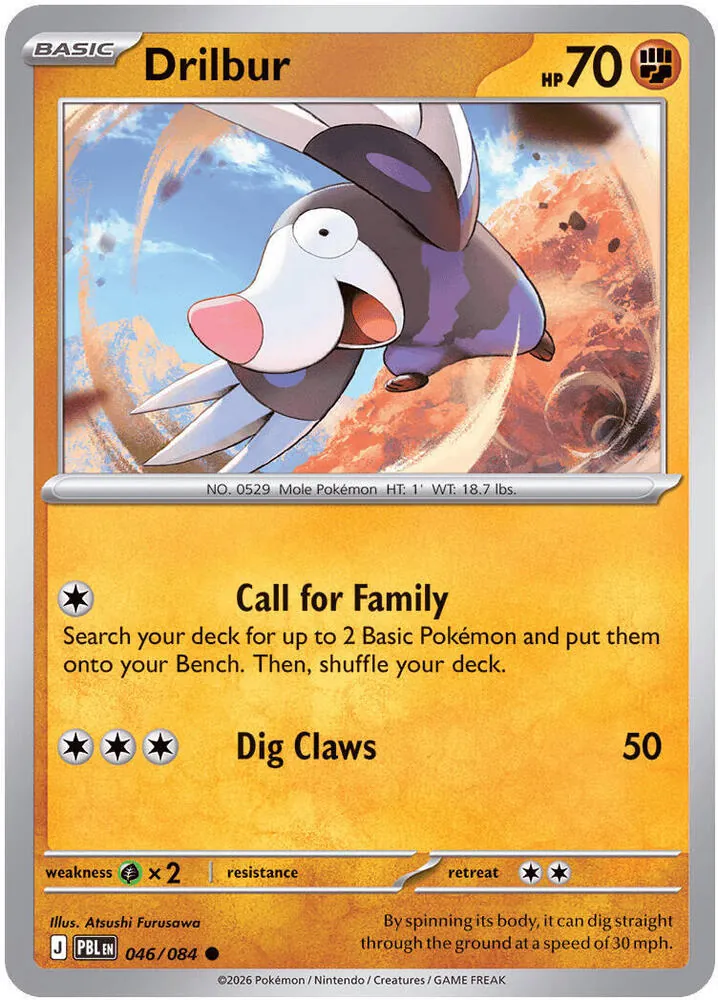 BASIC
Drilbur
HP 70
NO. 0529 Mole Pokémon HT: 1' WT: 18.7 lbs.
Call for Family
Search your deck for up to 2 Basic Pokémon and put them
onto your Bench. Then, shuffle your deck.
Dig Claws 50
weakness ×2 resistance retreat
Illus. Atsushi Furusawa
By spinning its body, it can dig straight
through the ground at a speed of 30 mph.
J PBL EN 046/084
©2026 Pokémon / Nintendo / Creatures / GAME FREAK